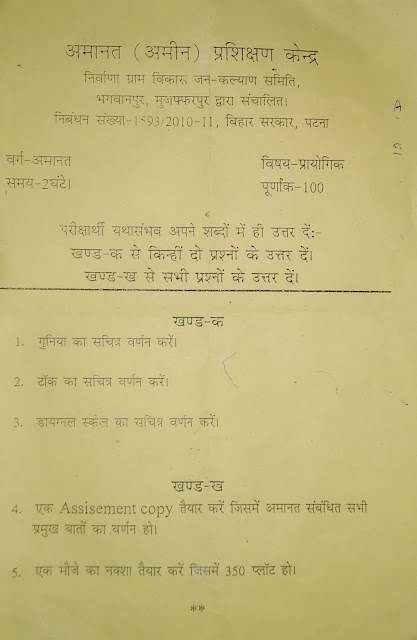 अमानत (अमीन) प्रशिक्षण केन्द्र
निर्वाणा ग्राम विकास जन-कल्याण समिति,
भगवानपुर, मुजफ्फरपुर द्वारा संचालित।
निबंधन संख्या-1593/2010-11, बिहार सरकार, पटना
वर्ग-अमानत विषय-प्रायोगिक
समय-2घंटे। पूर्णांक-100
परीक्षार्थी यथासंभव अपने शब्दों में ही उत्तर दें:-
खण्ड-क से किन्हीं दो प्रश्नों के उत्तर दें।
खण्ड-ख से सभी प्रश्नों के उत्तर दें।
खण्ड-क
1. गुनिया का सचित्र वर्णन करें।
2. टॉक का सचित्र वर्णन करें।
3. डायग्नल स्केल का सचित्र वर्णन करें।
खण्ड-ख
4. एक Assisement copy तैयार करें जिसमें अमानत संबंधित सभी
प्रमुख बातों का वर्णन हो।
5. एक मौजे का नक्शा तैयार करें जिसमें 350 प्लॉट हो।
**